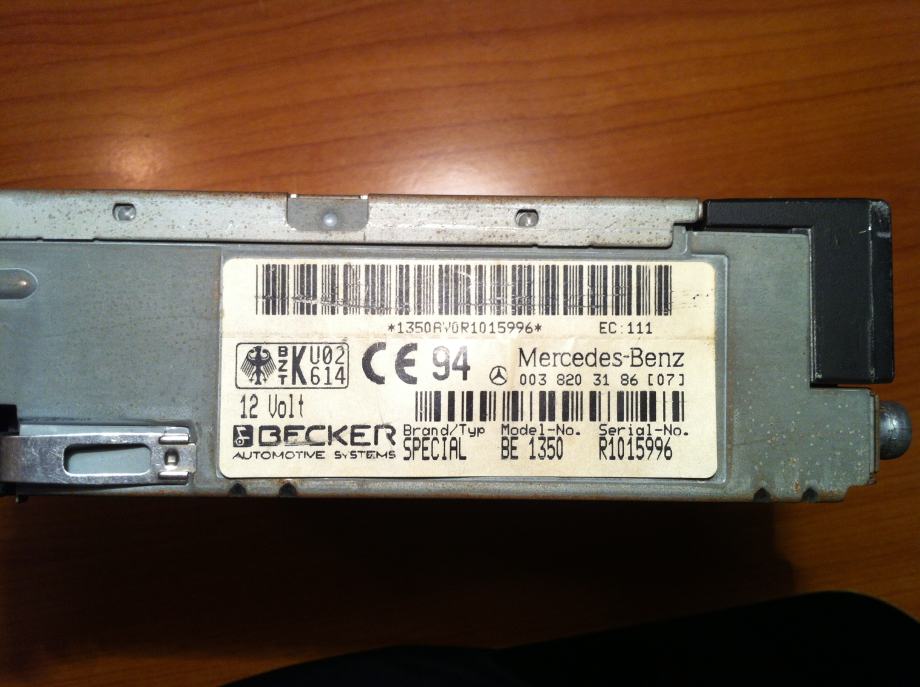 *1350AY0R1015996* EC:111
BZT K U02 614 CE 94 Mercedes-Benz
003 820 31 86 [07]
12 Volt
BECKER Brand/Typ Model-No. Serial-No.
AUTOMOTIVE SYSTEMS SPECIAL BE 1350 R1015996